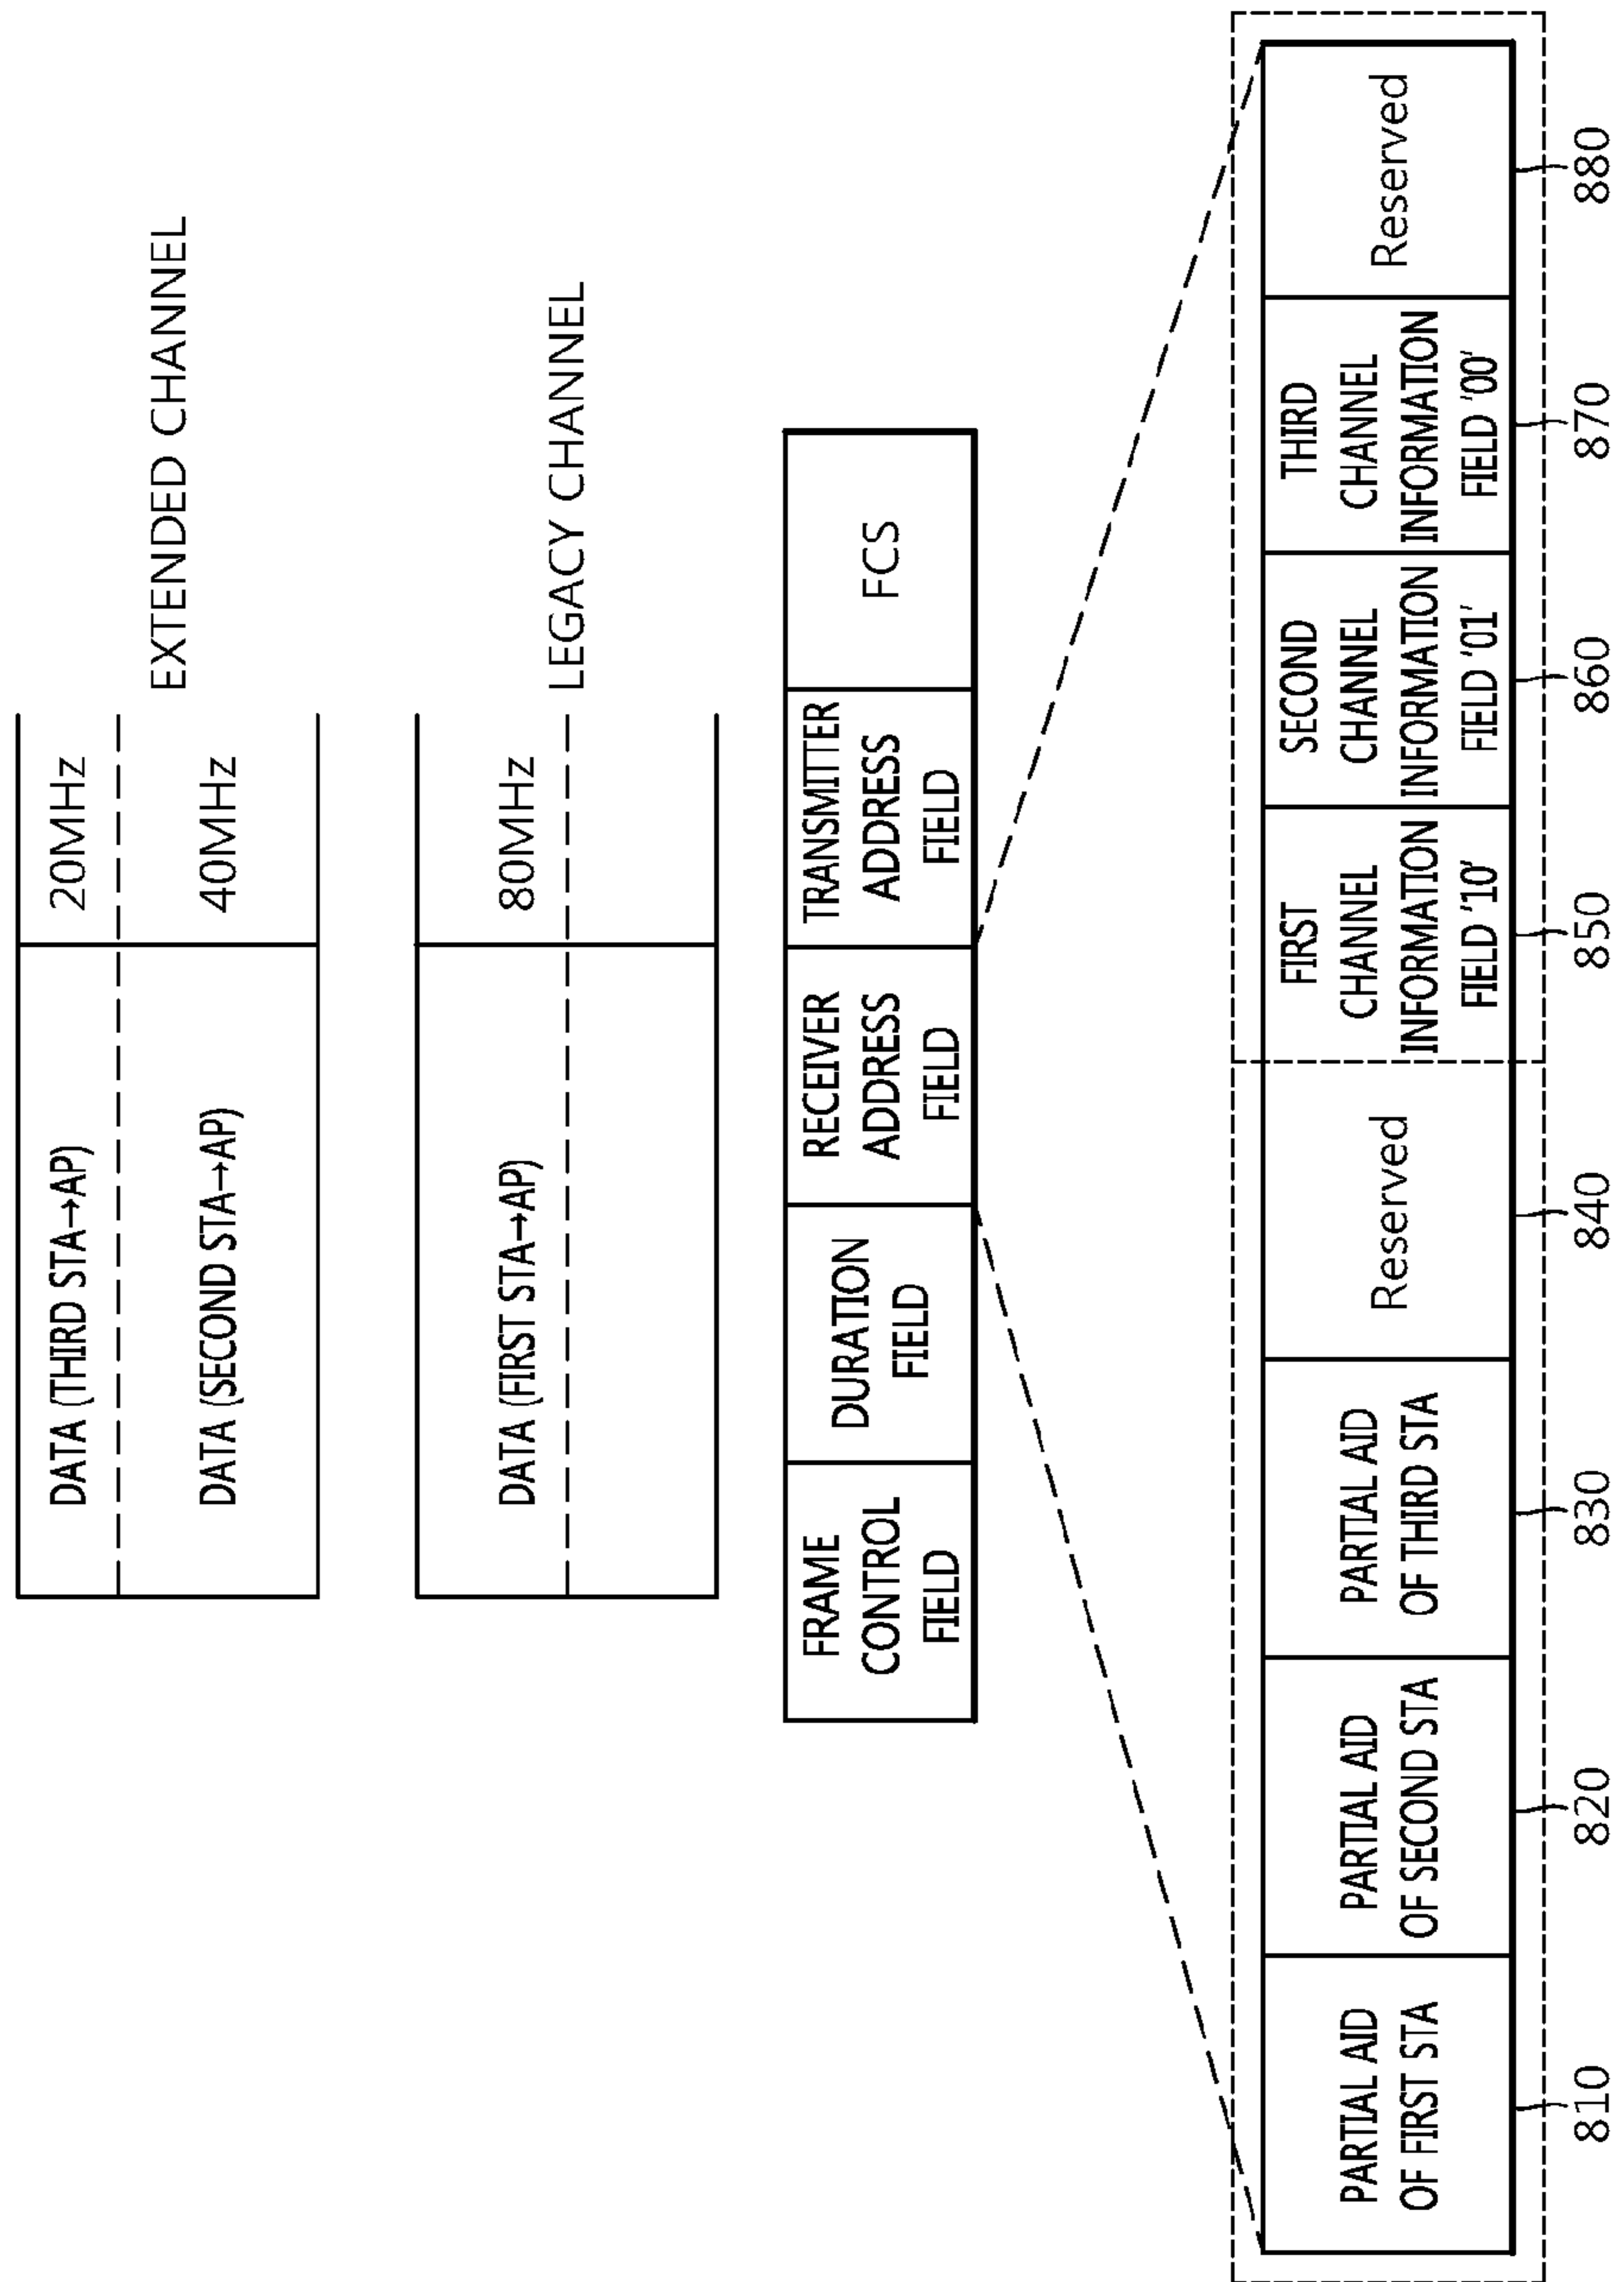 DATA (THIRD STA→AP)
20MHz
DATA (SECOND STA→AP)
40MHz
EXTENDED CHANNEL
DATA (FIRST STA→AP)
80MHz
LEGACY CHANNEL
FRAME
CONTROL
FIELD
DURATION
FIELD
RECEIVER
ADDRESS
FIELD
TRANSMITTER
ADDRESS
FIELD
FCS
PARTIAL AID
OF FIRST STA
PARTIAL AID
OF SECOND STA
PARTIAL AID
OF THIRD STA
Reserved
FIRST
CHANNEL
INFORMATION
FIELD '10'
SECOND
CHANNEL
INFORMATION
FIELD '01'
THIRD
CHANNEL
INFORMATION
FIELD '00'
Reserved
810
820
830
840
850
860
870
880